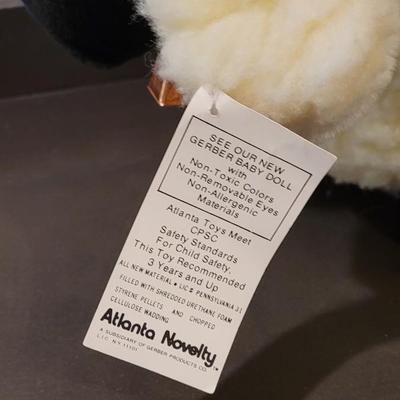 SEE OUR NEW
GERBER BABY DOLL
with
Non-Toxic Colors
Non-Removable Eyes
Non-Allergenic
Materials
Atlanta Toys Meet
CPSC
Safety Standards
For Child Safety.
This Toy Recommended
3 Years and Up
ALL-NEW MATERIAL • LIC # PENNSYLVANIA 31
FILLED WITH SHREDDED URETHANE FOAM
STYRENE PELLETS AND CHOPPED
CELLULOSE WADDING
Atlanta Novelty™
A SUBSIDIARY OF GERBER PRODUCTS CO.
L.I.C. N.Y. 11101